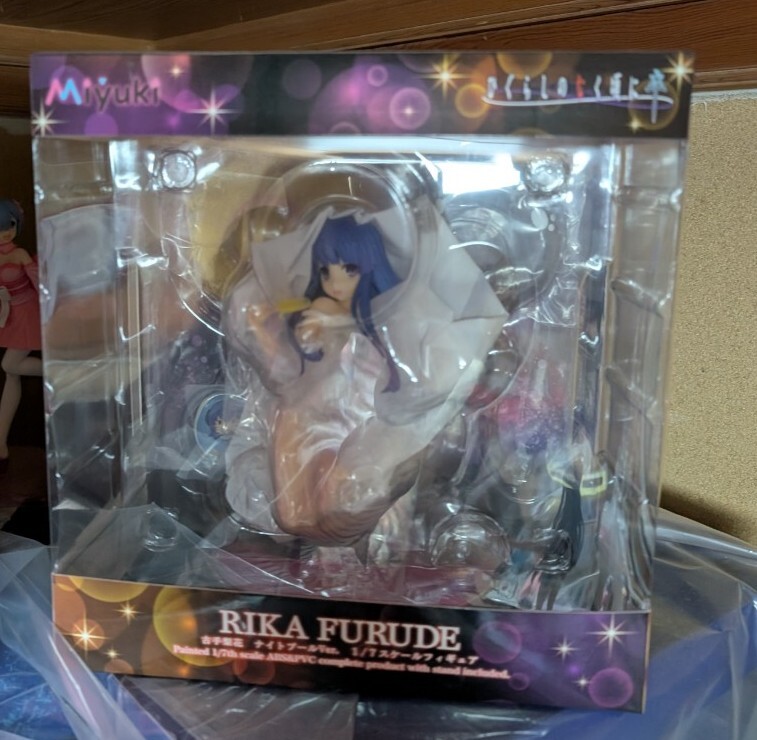 Miyuki
ひぐらしのなく頃に卒
RIKA FURUDE
古手梨花 ナイトプールVer. 1/7スケールフィギュア
Painted 1/7th scale ABS&PVC complete product with stand included.